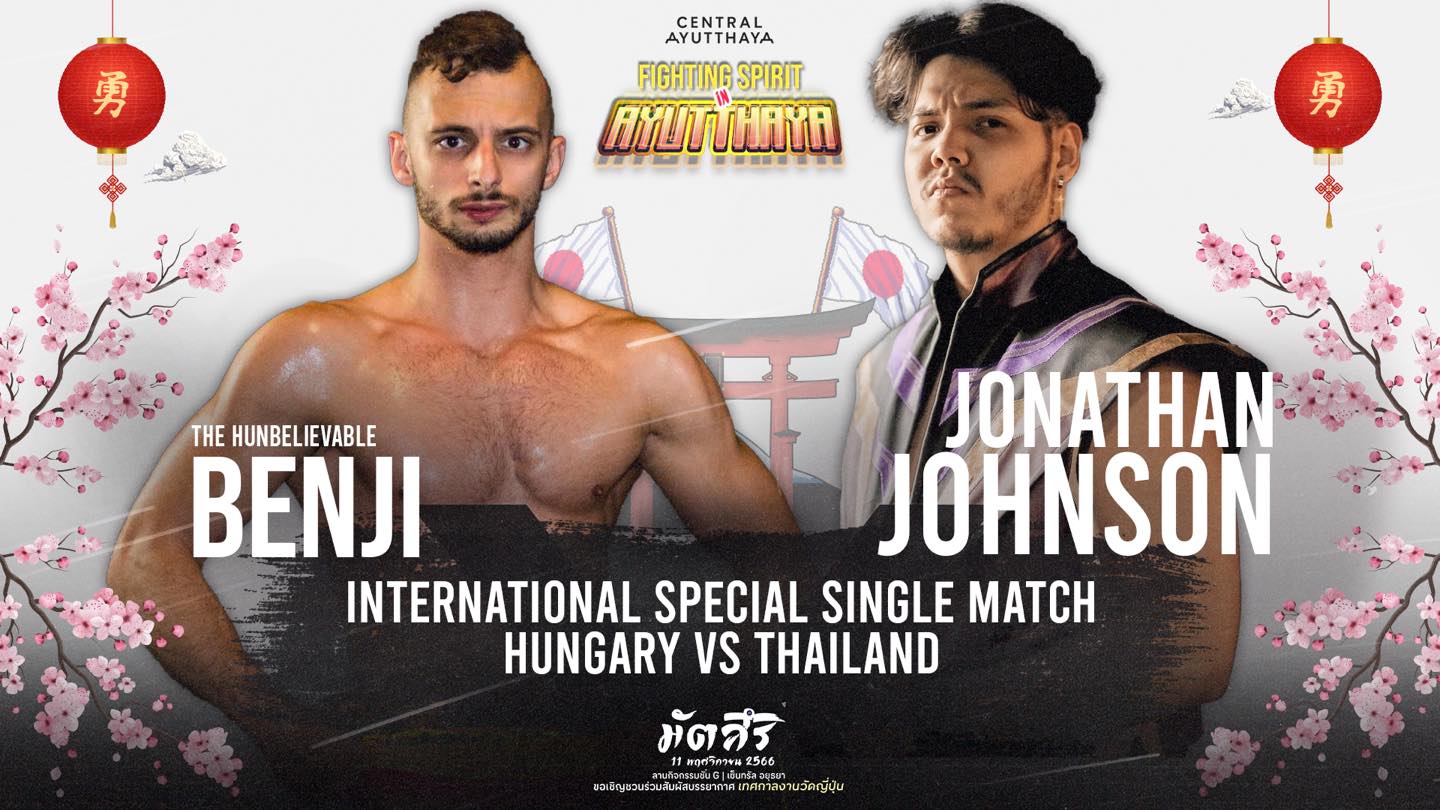 CENTRAL
AYUTTHAYA
FIGHTING SPIRIT
IN
AYUTTHAYA
勇
勇
THE HUNBELIEVABLE
BENJI
JONATHAN
JOHNSON
INTERNATIONAL SPECIAL SINGLE MATCH
HUNGARY VS THAILAND
มัตสึริ
11 พฤศจิกายน 2566
ลานกิจกรรมชั้น G | เซ็นทรัล อยุธยา
ขอเชิญชวนร่วมสัมผัสบรรยากาศ เทศกาลงานวัดญี่ปุ่น